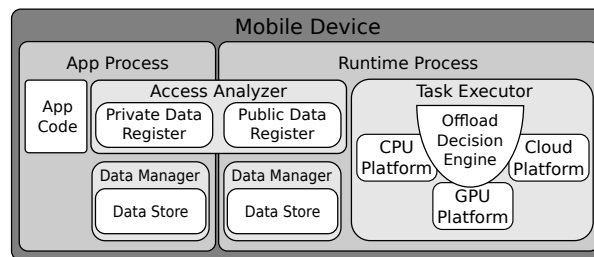 Mobile Device
App Process
Runtime Process
App
Code
Access Analyzer
Private Data
Register
Public Data
Register
Data Manager
Data Store
Data Manager
Data Store
Task Executor
Offload
Decision
Engine
CPU
Platform
Cloud
Platform
GPU
Platform